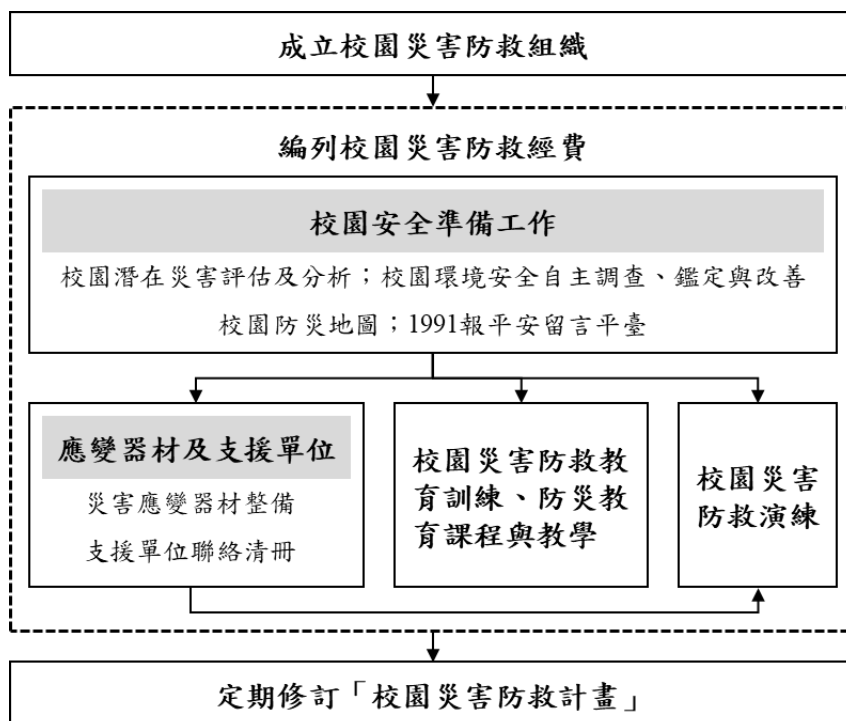 成立校園災害防救組織
編列校園災害防救經費
校園安全準備工作
校園潛在災害評估及分析；校園環境安全自主調查、鑑定與改善
校園防災地圖；1991報平安留言平臺
應變器材及支援單位
災害應變器材整備
支援單位聯絡清冊
校園災害防救教
育訓練、防災教
育課程與教學
校園災害
防救演練
定期修訂「校園災害防救計畫」